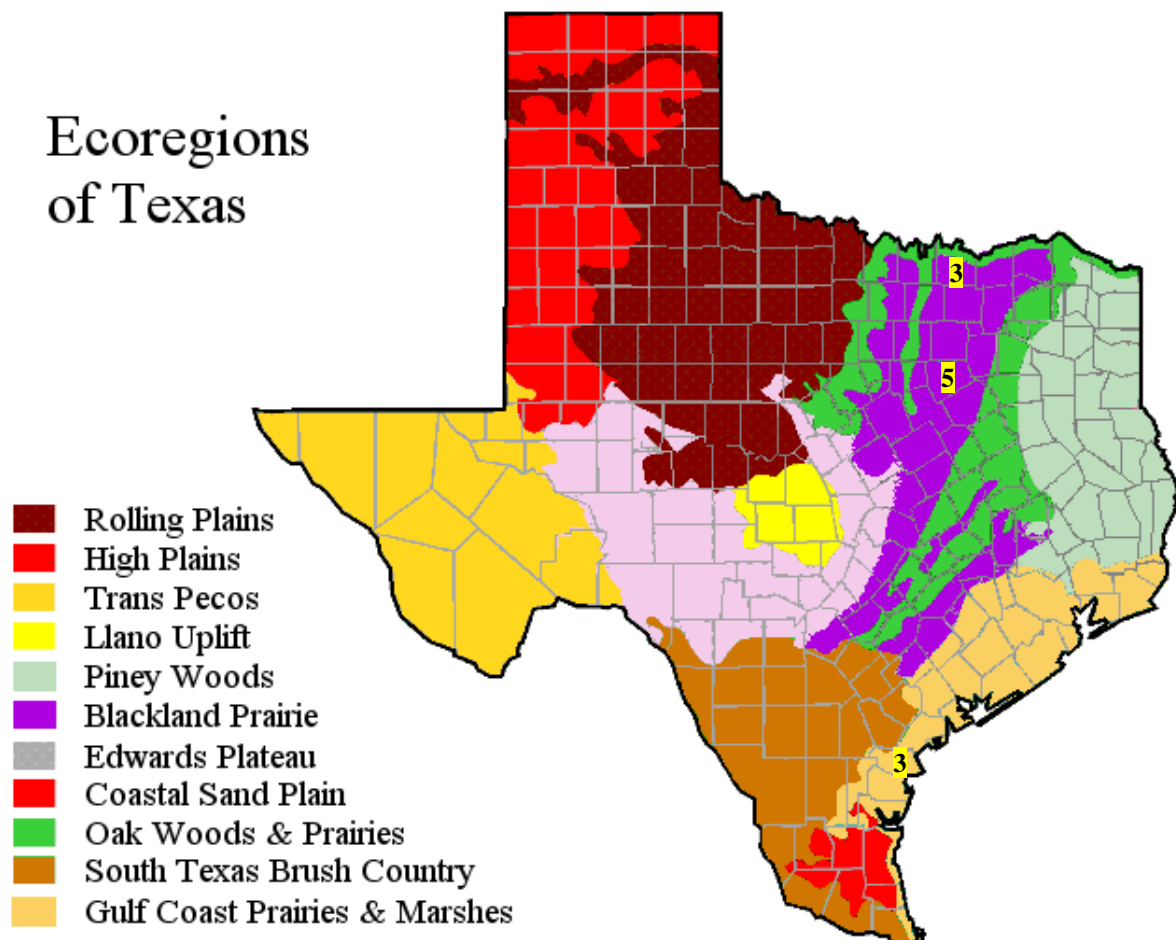 Ecoregions
of Texas
3
5
Rolling Plains
High Plains
Trans Pecos
Llano Uplift
Piney Woods
Blackland Prairie
Edwards Plateau
3
Coastal Sand Plain
Oak Woods & Prairies
South Texas Brush Country
Gulf Coast Prairies & Marshes